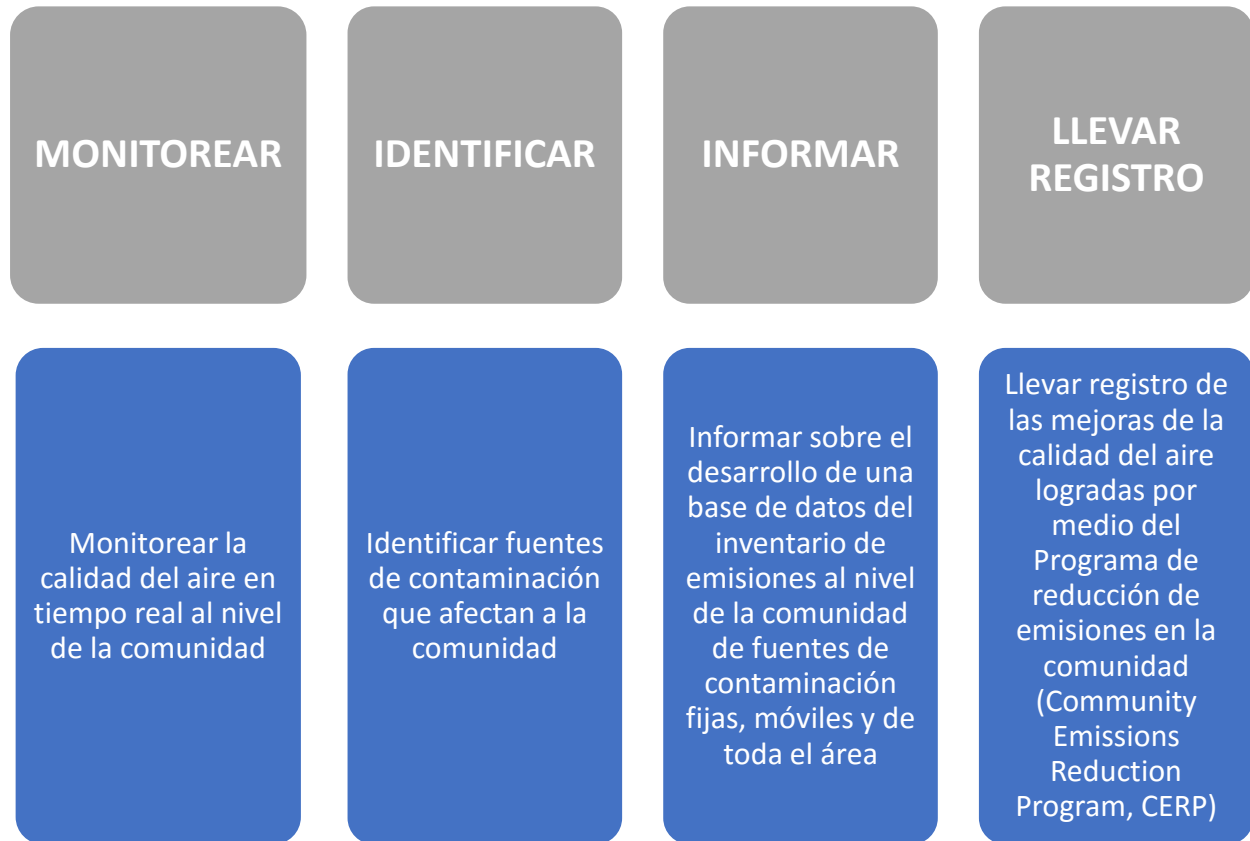 MONITOREAR
IDENTIFICAR
INFORMAR
LLEVAR
REGISTRO
Monitorear la
calidad del aire en
tiempo real al nivel
de la comunidad
Identificar fuentes
de contaminación
que afectan a la
comunidad
Informar sobre el
desarrollo de una
base de datos del
inventario de
emisiones al nivel
de la comunidad
de fuentes de
contaminación
fijas, móviles y de
toda el área
Llevar registro de
las mejoras de la
calidad del aire
logradas por
medio del
Programa de
reducción de
emisiones en la
comunidad
(Community
Emissions
Reduction
Program, CERP)